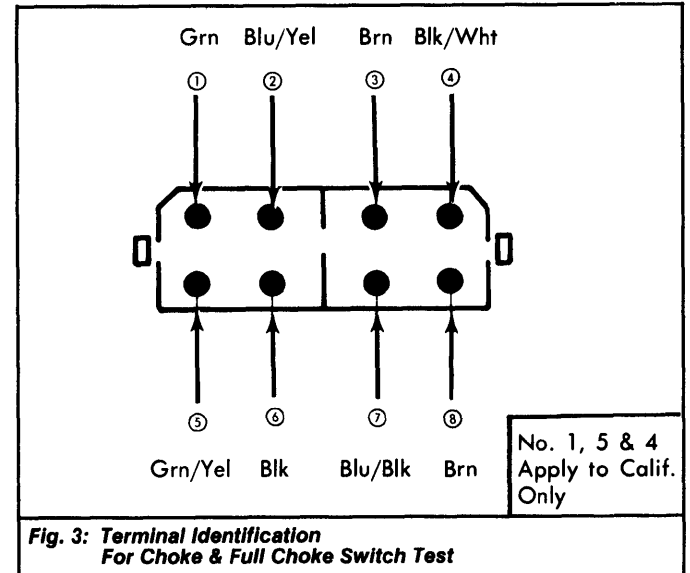 Grn Blu/Yel Brn Blk/Wht
① ② ③ ④
⑤ ⑥ ⑦ ⑧
Grn/Yel Blk Blu/Blk Brn
No. 1, 5 & 4
Apply to Calif.
Only
Fig. 3: Terminal Identification
For Choke & Full Choke Switch Test